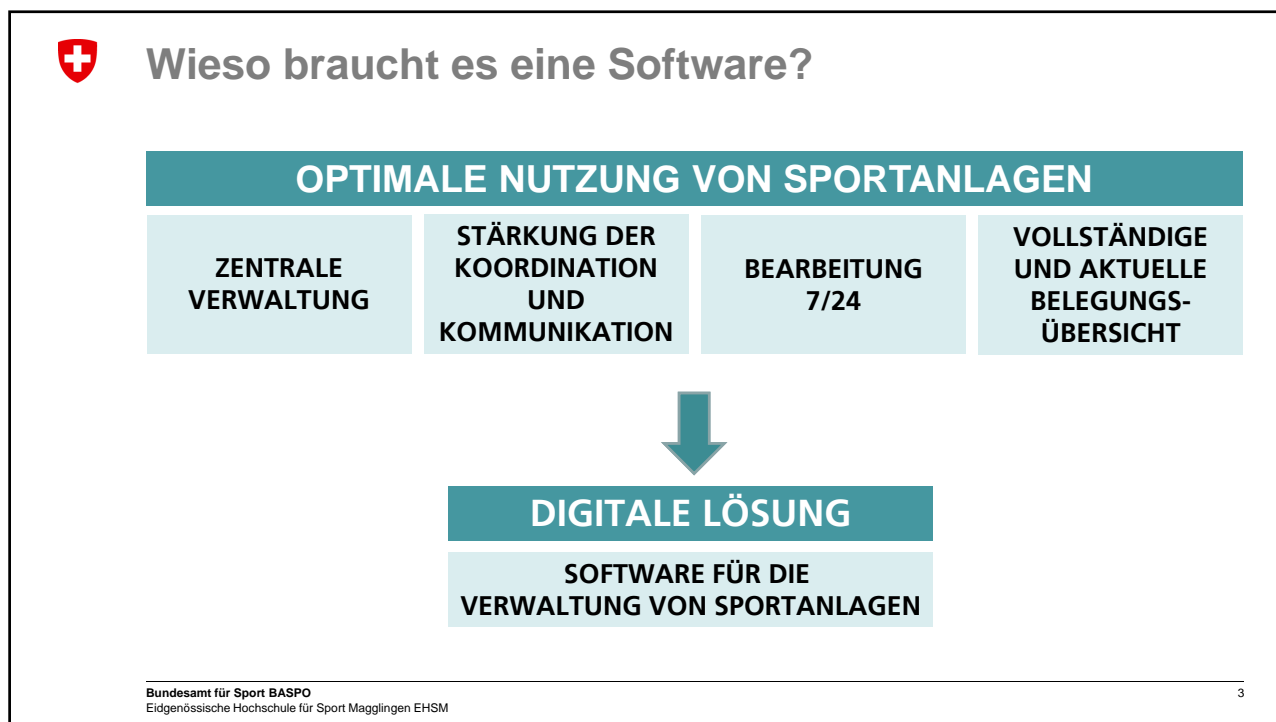 Wieso braucht es eine Software?
OPTIMALE NUTZUNG VON SPORTANLAGEN
ZENTRALE
VERWALTUNG
STÄRKUNG DER
KOORDINATION
UND
KOMMUNIKATION
BEARBEITUNG
7/24
VOLLSTÄNDIGE
UND AKTUELLE
BELEGUNGS-
ÜBERSICHT
DIGITALE LÖSUNG
SOFTWARE FÜR DIE
VERWALTUNG VON SPORTANLAGEN
Bundesamt für Sport BASPO
Eidgenössische Hochschule für Sport Magglingen EHSM
3